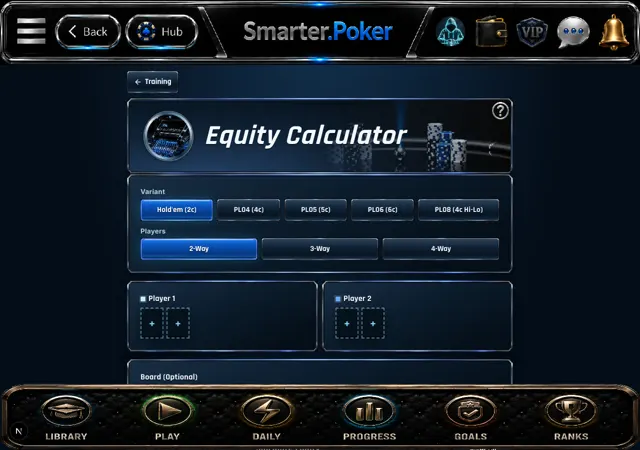 Back
Hub
Smarter.Poker
VIP
← Training
Equity Calculator
?
Variant
Hold'em (2c)
PLO4 (4c)
PLO5 (5c)
PLO6 (6c)
PLO8 (4c Hi-Lo)
Players
2-Way
3-Way
4-Way
Player 1
+ +
Player 2
+ +
Board (Optional)
N
LIBRARY
PLAY
DAILY
PROGRESS
GOALS
RANKS